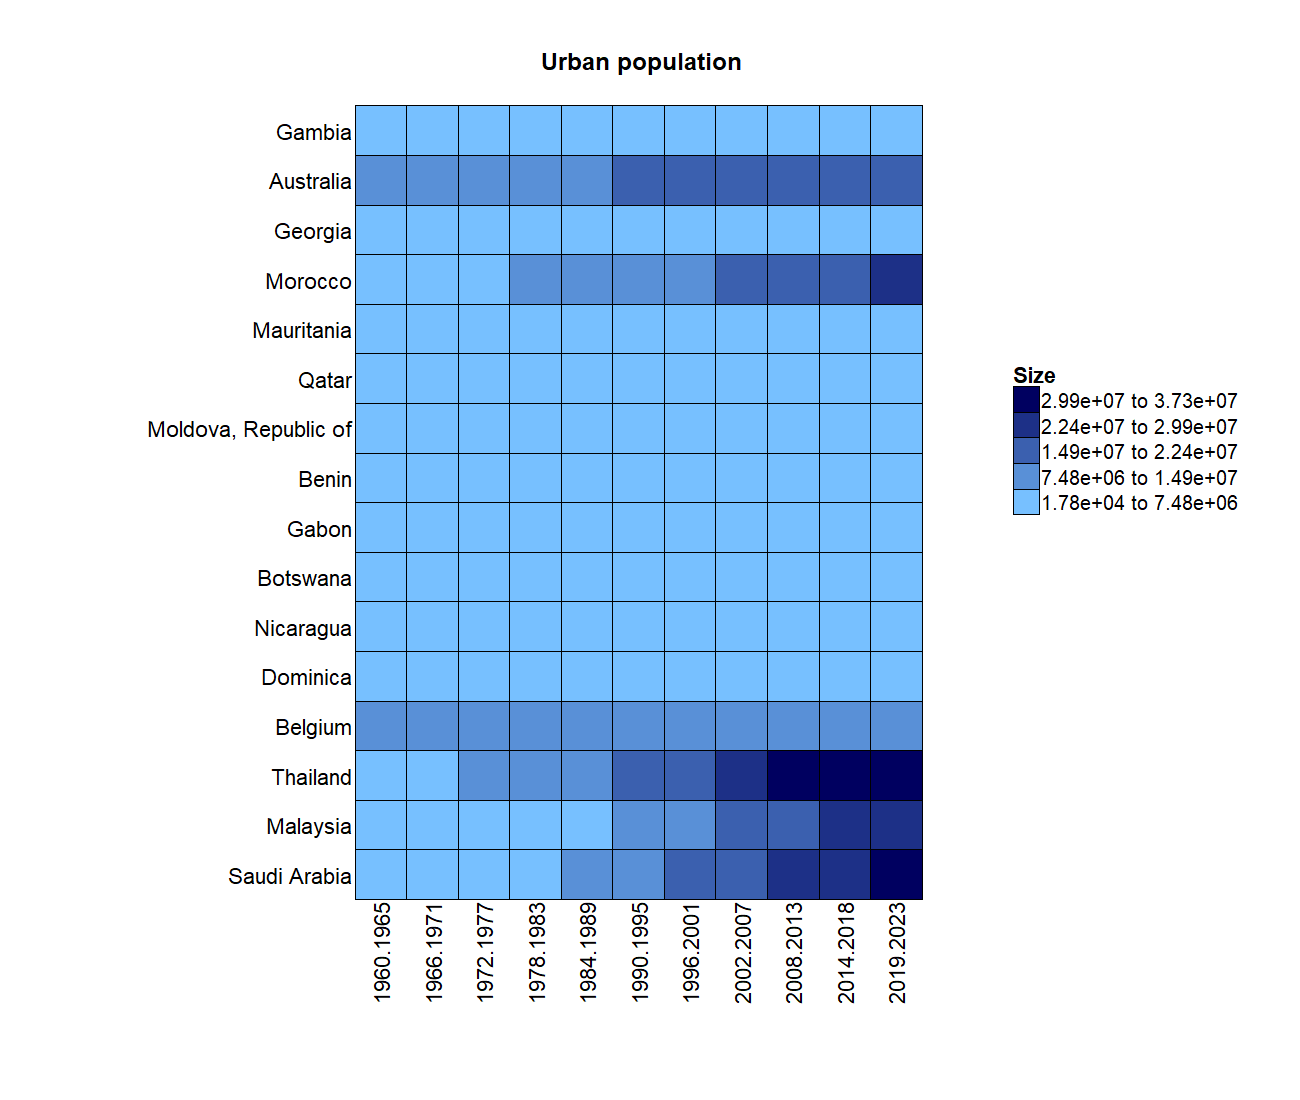 Urban population
Gambia
Australia
Georgia
Morocco
Mauritania
Qatar
Moldova, Republic of
Benin
Gabon
Botswana
Nicaragua
Dominica
Belgium
Thailand
Malaysia
Saudi Arabia
1960.1965
1966.1971
1972.1977
1978.1983
1984.1989
1990.1995
1996.2001
2002.2007
2008.2013
2014.2018
2019.2023
Size
2.99e+07 to 3.73e+07
2.24e+07 to 2.99e+07
1.49e+07 to 2.24e+07
7.48e+06 to 1.49e+07
1.78e+04 to 7.48e+06